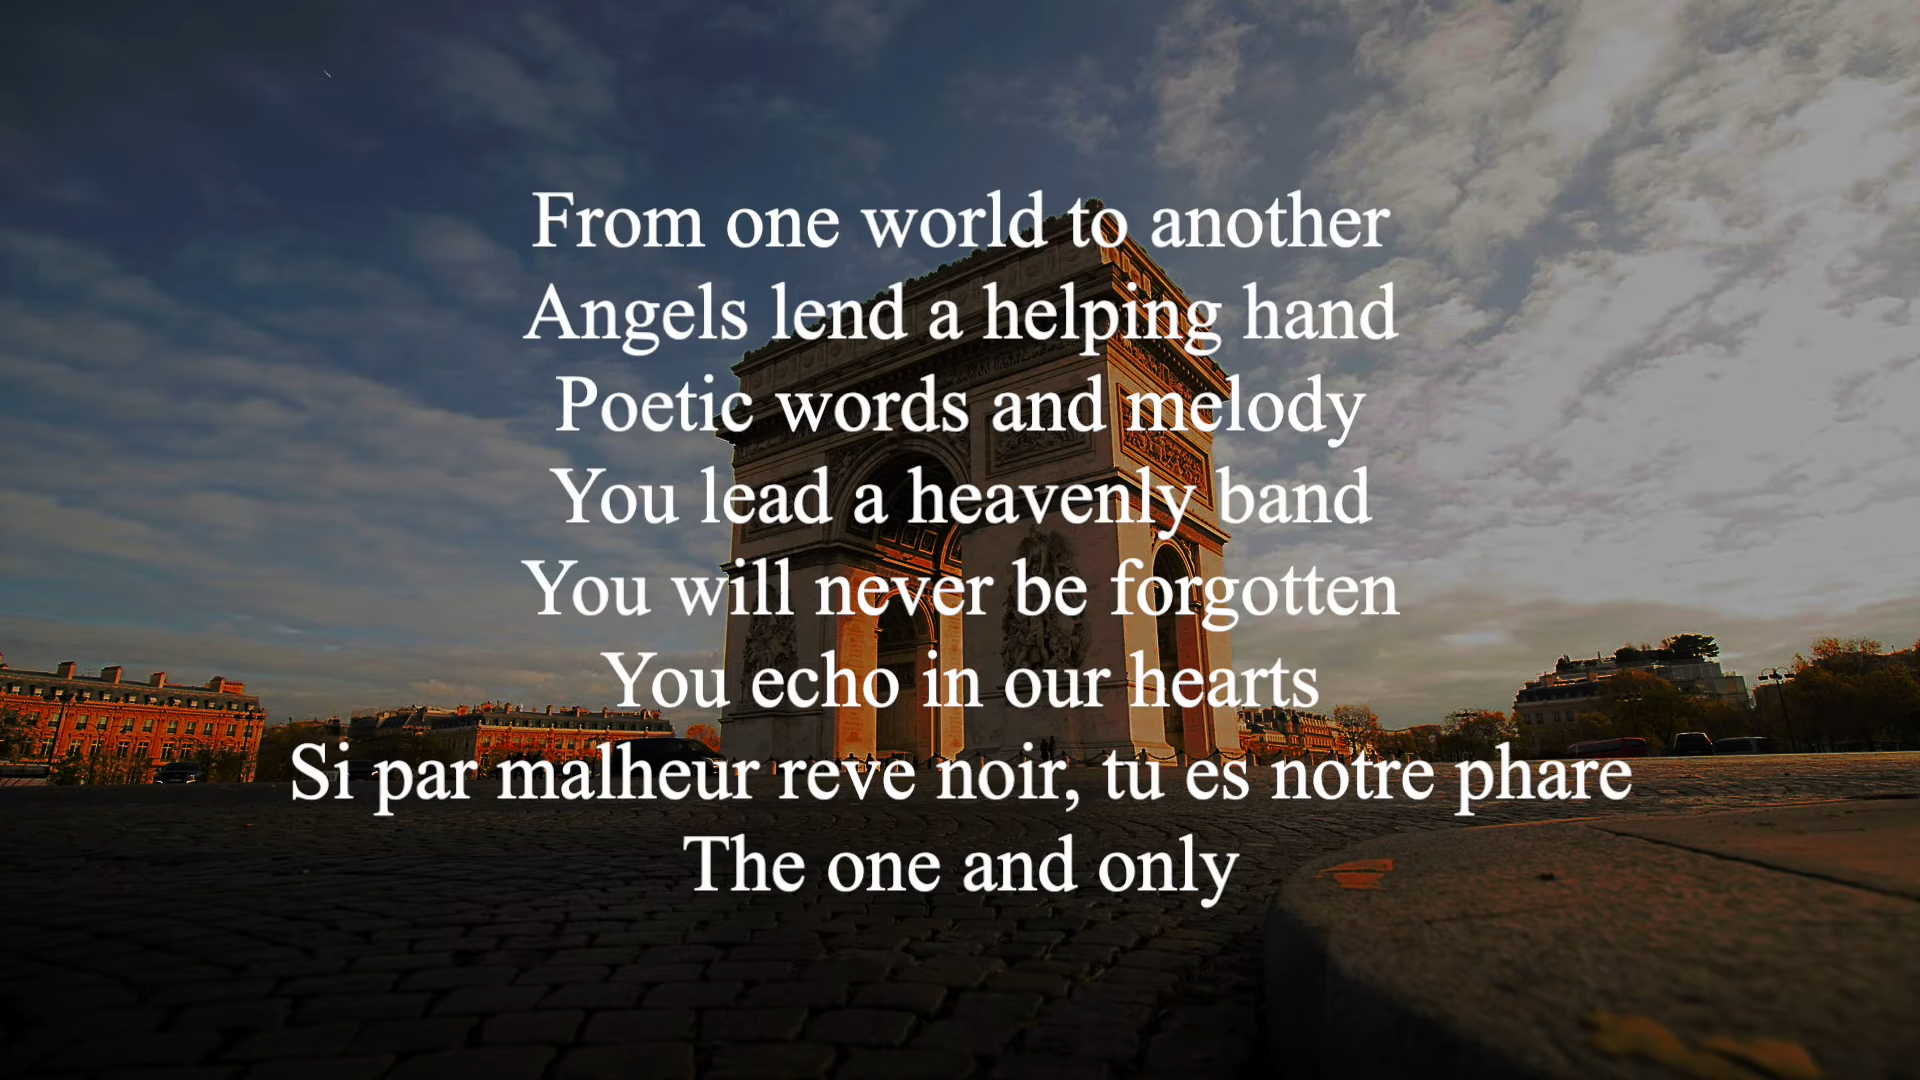 From one world to another
Angels lend a helping hand
Poetic words and melody
You lead a heavenly band
You will never be forgotten
You echo in our hearts
Si par malheur reve noir, tu es notre phare
The one and only